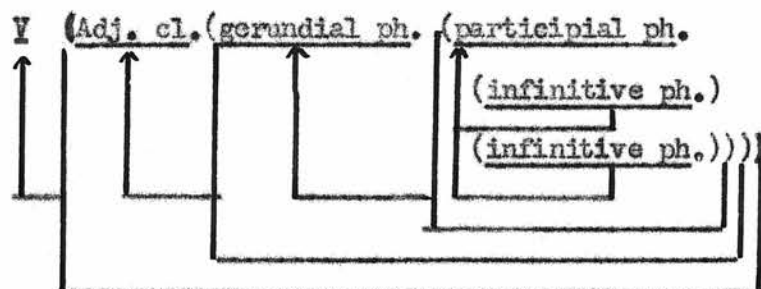 V (Adj. cl.(gerundial ph. (participial ph.
(infinitive ph.)
(infinitive ph.)))))